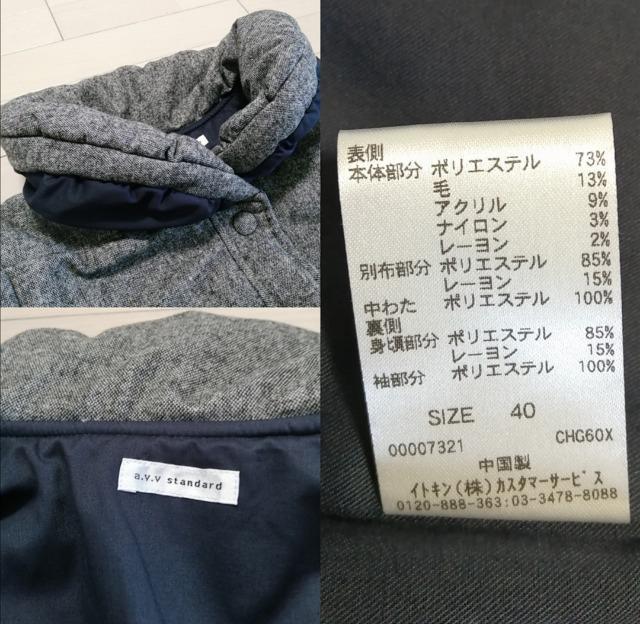 a.v.v standard
表側
本体部分 ポリエステル 73%
毛 13%
アクリル 9%
ナイロン 3%
レーヨン 2%
別布部分 ポリエステル 85%
レーヨン 15%
中わた ポリエステル 100%
裏側
身頃部分 ポリエステル 85%
レーヨン 15%
袖部分 ポリエステル 100%
SIZE 40
00007321 CHG60X
中国製
イトキン(株)カスタマーサービス
0120-888-363:03-3478-8088